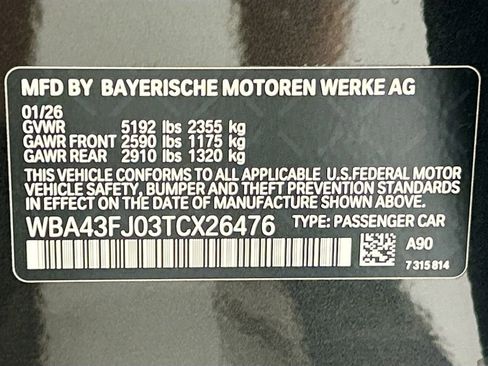 MFD BY BAYERISCHE MOTOREN WERKE AG
01/26
GVWR 5192 lbs 2355 kg
GAWR FRONT 2590 lbs 1175 kg
GAWR REAR 2910 lbs 1320 kg
THIS VEHICLE CONFORMS TO ALL APPLICABLE U.S.FEDERAL MOTOR
VEHICLE SAFETY, BUMPER AND THEFT PREVENTION STANDARDS
IN EFFECT ON THE DATE OF MANUFACTURE SHOWN ABOVE.
WBA43FJ03TCX26476 TYPE: PASSENGER CAR
A90
7 315 814